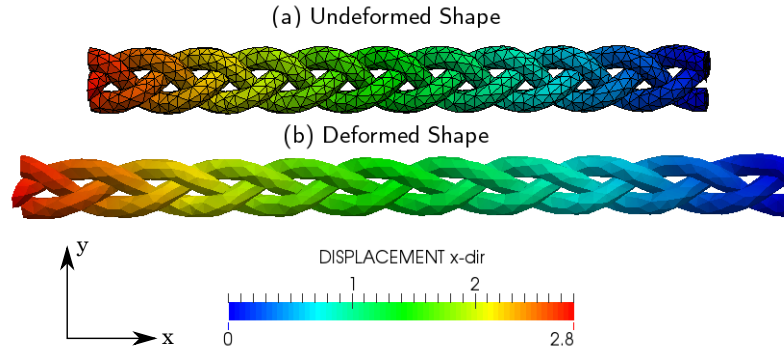 (a) Undeformed Shape
(b) Deformed Shape
y
x
DISPLACEMENT x-dir
1 2
0 2.8